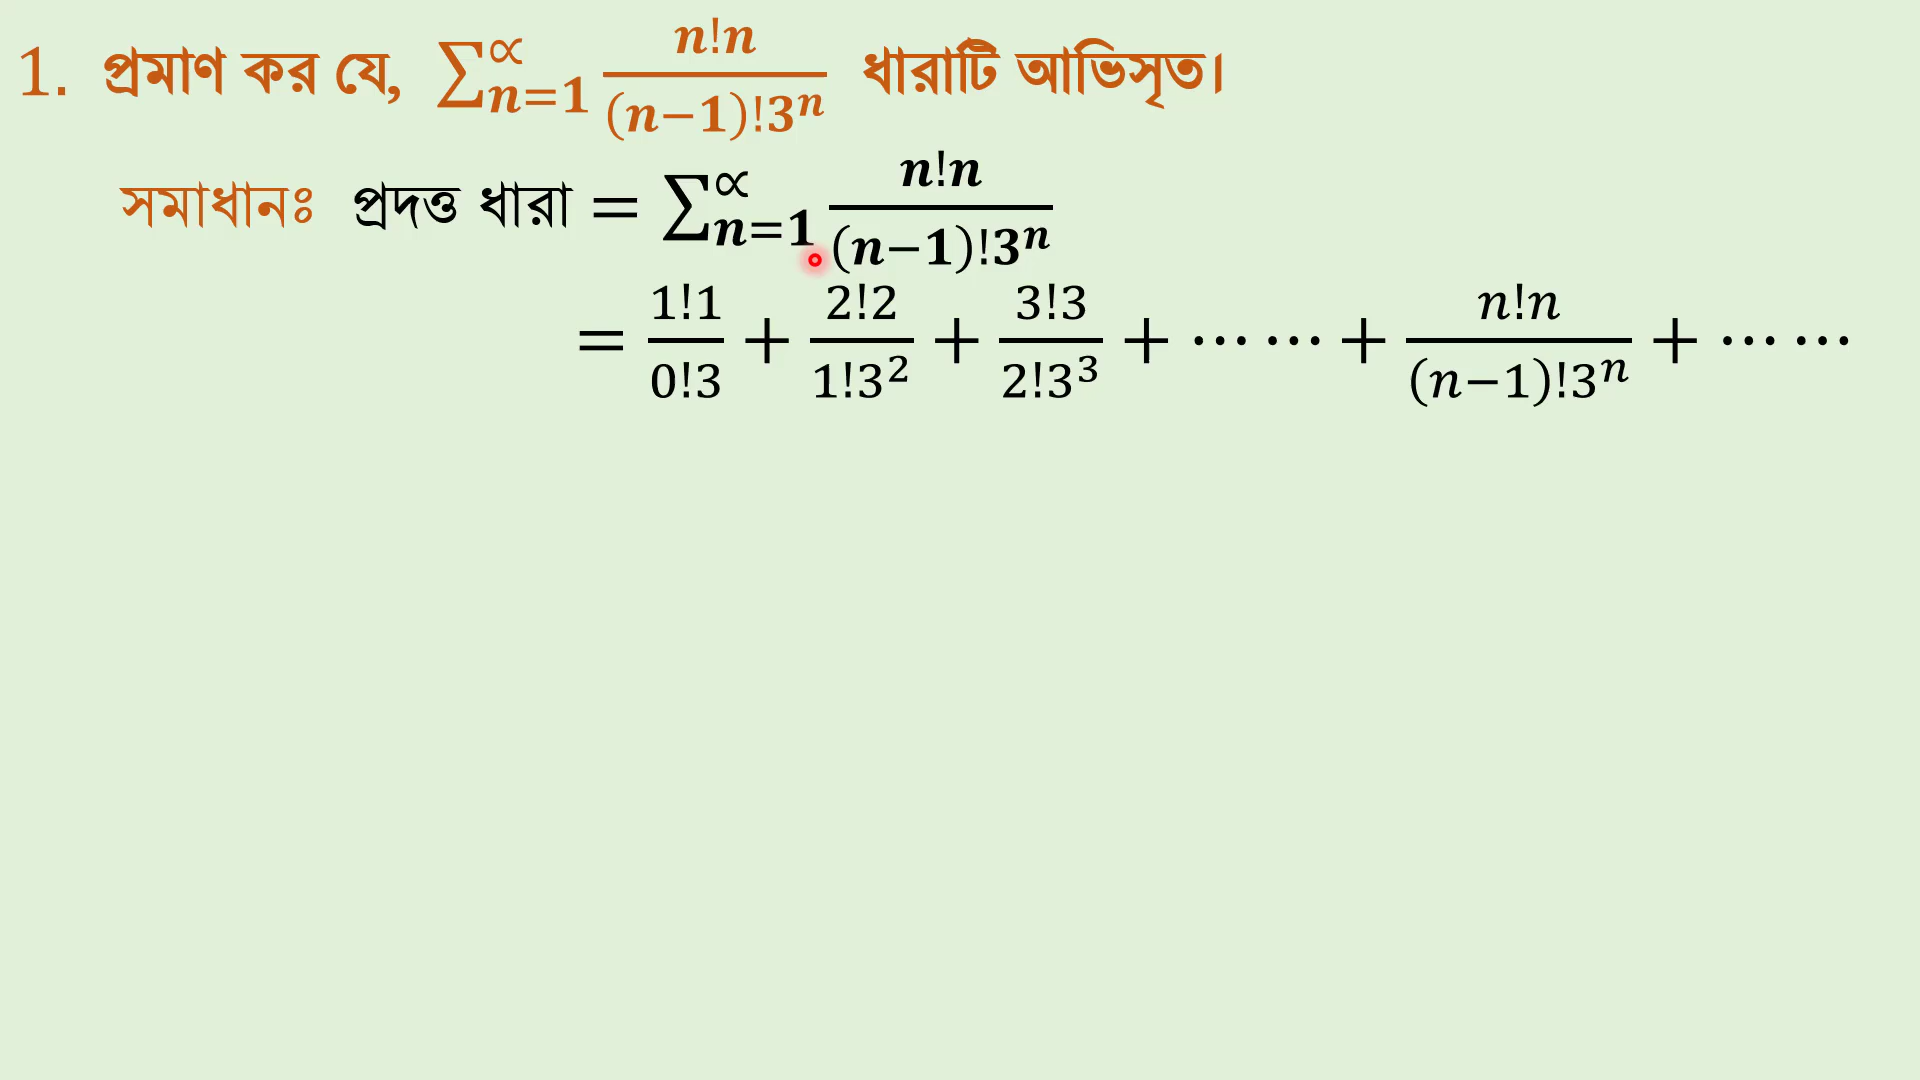 1. প্রমাণ কর যে, ∑_{n=1}^{∝} n!n/(n−1)!3^n ধারাটি আভিসৃত।
সমাধানঃ প্রদত্ত ধারা = ∑_{n=1}^{∝} n!n/(n−1)!3^n
= 1!1/0!3 + 2!2/1!3^2 + 3!3/2!3^3 + ⋯ ⋯ + n!n/(n−1)!3^n + ⋯ ⋯